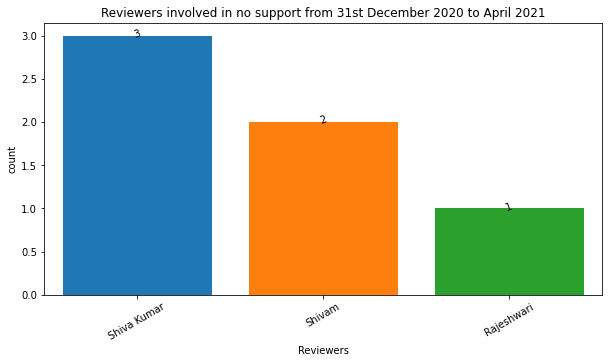 Reviewers involved in no support from 31st December 2020 to April 2021
count
3.0
2.5
2.0
1.5
1.0
0.5
0.0
3
2
1
Shiva Kumar
Shivam
Rajeshwari
Reviewers